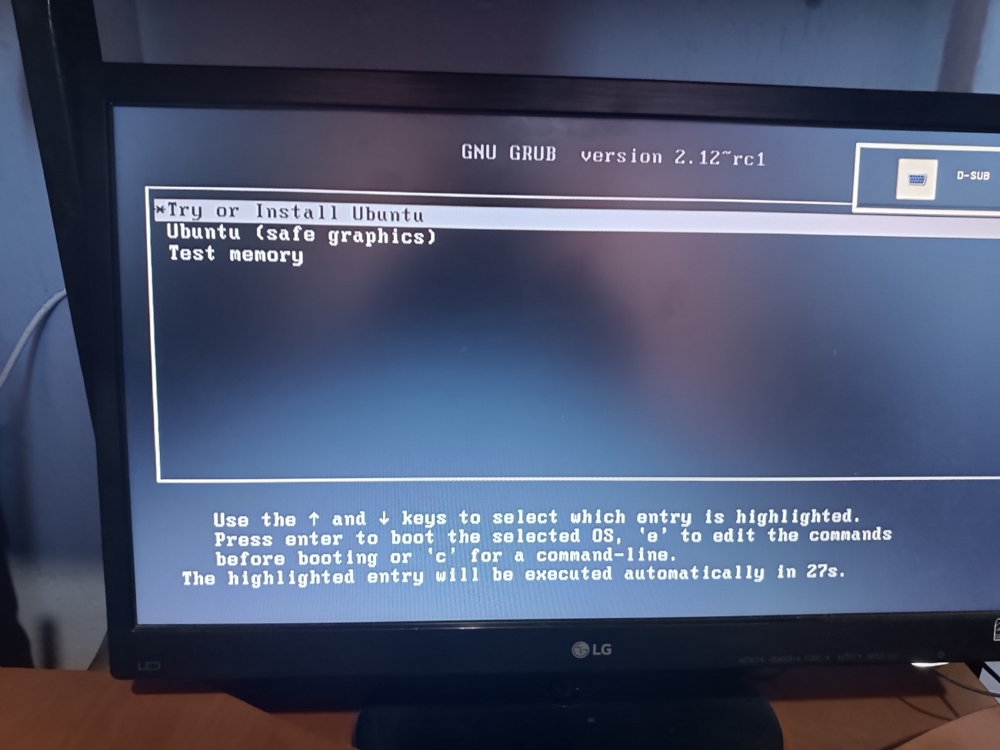 GNU GRUB version 2.12~rc1
D-SUB
*Try or Install Ubuntu
Ubuntu (safe graphics)
Test memory
Use the ↑ and ↓ keys to select which entry is highlighted.
Press enter to boot the selected OS, 'e' to edit the commands
before booting or 'c' for a command-line.
The highlighted entry will be executed automatically in 27s.
LG
LED